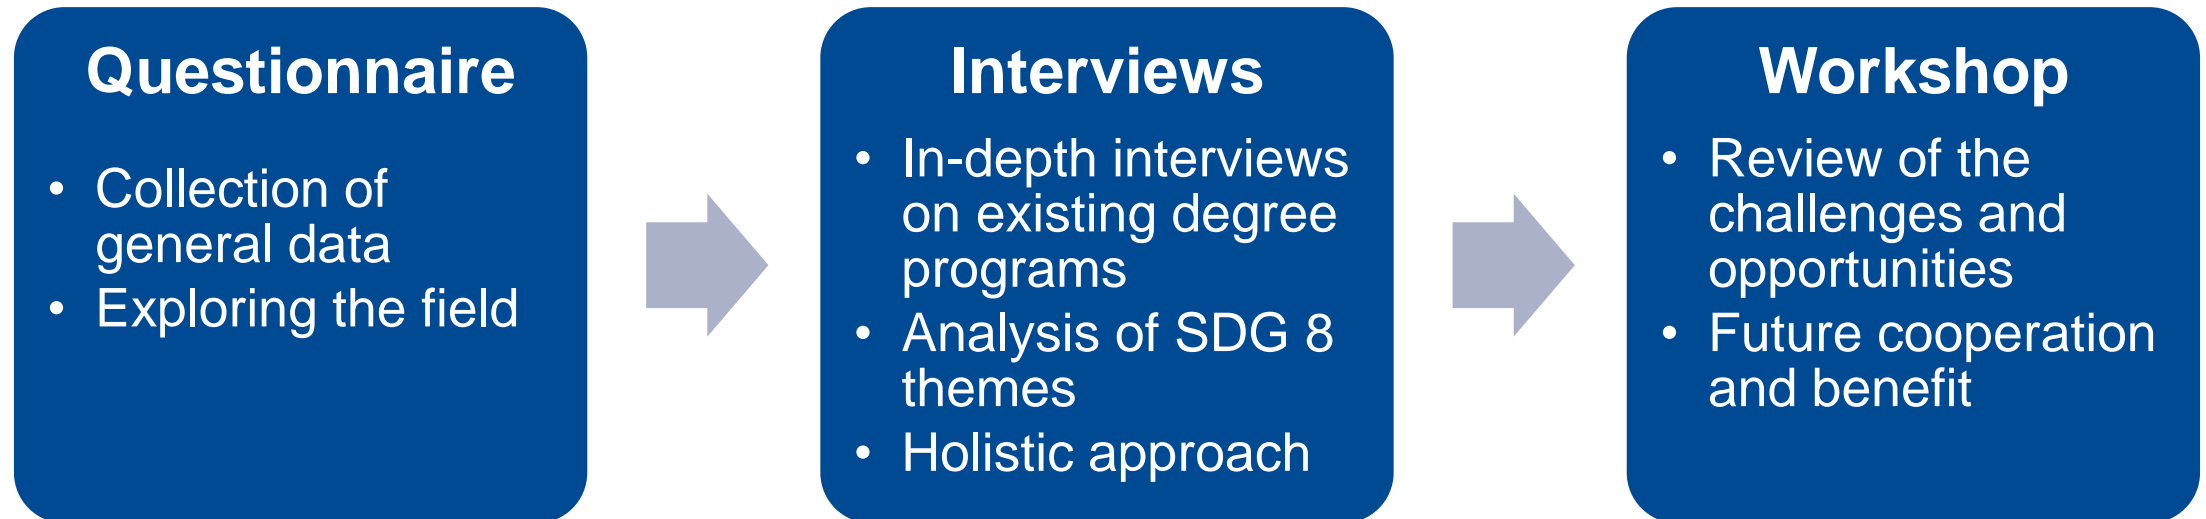 Questionnaire
• Collection of
general data
• Exploring the field
Interviews
• In-depth interviews
on existing degree
programs
• Analysis of SDG 8
themes
• Holistic approach
Workshop
• Review of the
challenges and
opportunities
• Future cooperation
and benefit